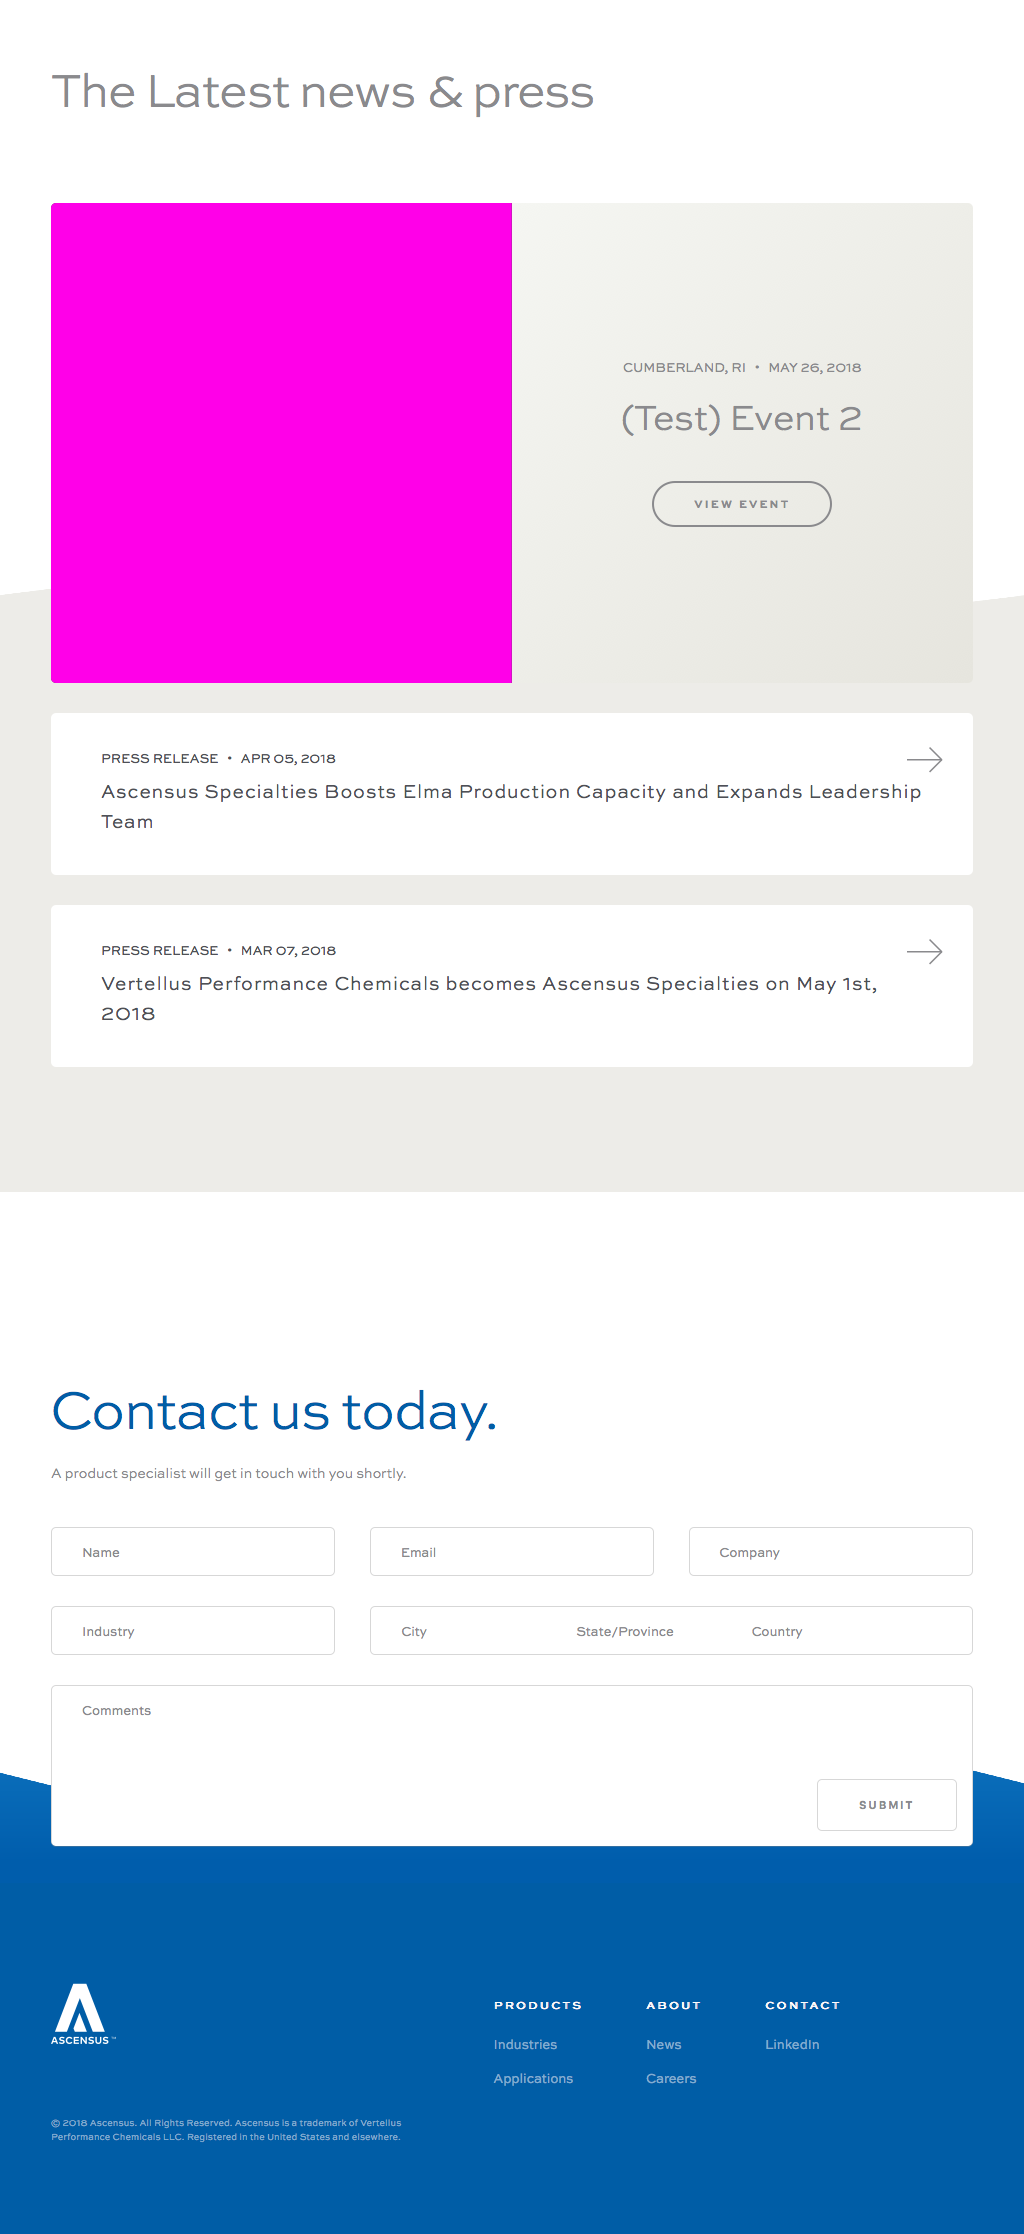 The Latest news & press
CUMBERLAND, RI • MAY 26, 2018
(Test) Event 2
VIEW EVENT
PRESS RELEASE • APR 05, 2018
Ascensus Specialties Boosts Elma Production Capacity and Expands Leadership
Team
PRESS RELEASE • MAR 07, 2018
Vertellus Performance Chemicals becomes Ascensus Specialties on May 1st,
2018
Contact us today.
A product specialist will get in touch with you shortly.
Name
Email
Company
Industry
City
State/Province
Country
Comments
SUBMIT
ASCENSUS™
PRODUCTS
Industries
Applications
ABOUT
News
Careers
CONTACT
LinkedIn
© 2018 Ascensus. All Rights Reserved. Ascensus is a trademark of Vertellus
Performance Chemicals LLC. Registered in the United States and elsewhere.